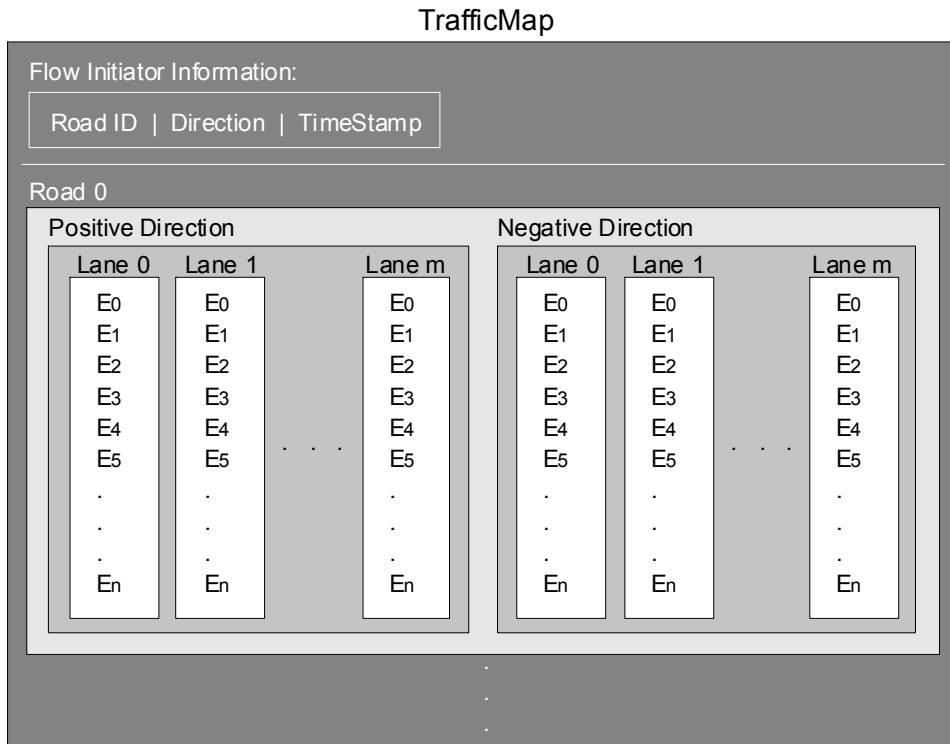 TrafficMap
Flow Initiator Information:
Road ID | Direction | TimeStamp
Road 0
Positive Direction
Lane 0 Lane 1 Lane m
E0 E0 E0
E1 E1 E1
E2 E2 E2
E3 E3 E3
E4 E4 E4
. . .
E5 E5 E5
. . .
. . .
. . .
En En En
Negative Direction
Lane 0 Lane 1 Lane m
E0 E0 E0
E1 E1 E1
E2 E2 E2
E3 E3 E3
E4 E4 E4
. . .
E5 E5 E5
. . .
. . .
. . .
En En En
.
.
.